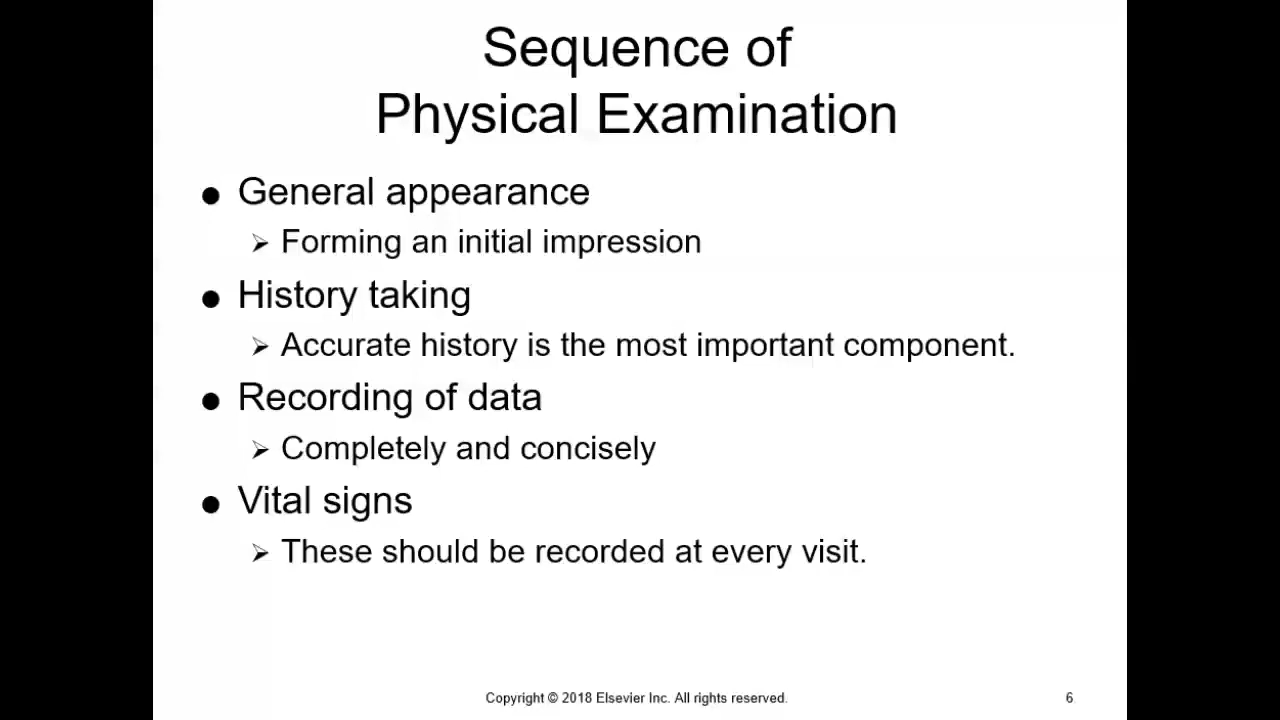 Sequence of
Physical Examination
● General appearance
➢ Forming an initial impression
● History taking
➢ Accurate history is the most important component.
● Recording of data
➢ Completely and concisely
● Vital signs
➢ These should be recorded at every visit.
Copyright © 2018 Elsevier Inc. All rights reserved.
6